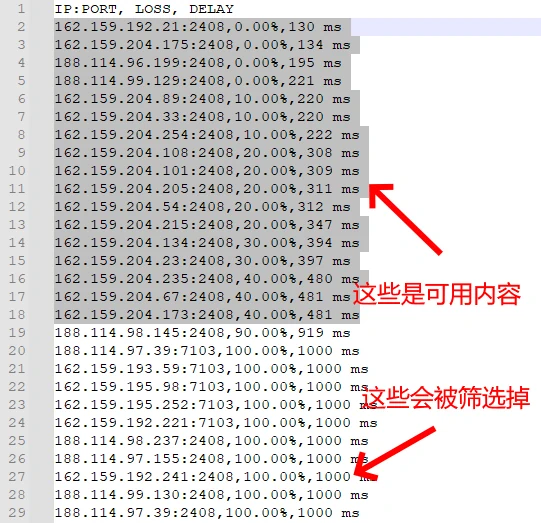 1 IP:PORT, LOSS, DELAY
2 162.159.192.21:2408,0.00%,130 ms
3 162.159.204.175:2408,0.00%,134 ms
4 188.114.96.199:2408,0.00%,195 ms
5 188.114.99.129:2408,0.00%,221 ms
6 162.159.204.89:2408,10.00%,220 ms
7 162.159.204.33:2408,10.00%,220 ms
8 162.159.204.254:2408,10.00%,222 ms
9 162.159.204.108:2408,20.00%,308 ms
10 162.159.204.101:2408,20.00%,309 ms
11 162.159.204.205:2408,20.00%,311 ms
12 162.159.204.54:2408,20.00%,312 ms
13 162.159.204.215:2408,20.00%,347 ms
14 162.159.204.134:2408,30.00%,394 ms
15 162.159.204.23:2408,30.00%,397 ms
16 162.159.204.235:2408,40.00%,480 ms
这些是可用内容
17 162.159.204.67:2408,40.00%,481 ms
18 162.159.204.173:2408,40.00%,481 ms
19 188.114.98.145:2408,90.00%,919 ms
20 188.114.97.39:7103,100.00%,1000 ms
21 162.159.193.59:7103,100.00%,1000 ms
22 162.159.195.98:7103,100.00%,1000 ms
这些会被筛选掉
23 162.159.195.252:7103,100.00%,1000 ms
24 162.159.192.221:7103,100.00%,1000 ms
25 188.114.98.237:2408,100.00%,1000 ms
26 188.114.97.155:2408,100.00%,1000 ms
27 162.159.192.241:2408,100.00%,1000 ms
28 188.114.99.130:2408,100.00%,1000 ms
29 188.114.97.39:2408,100.00%,1000 ms